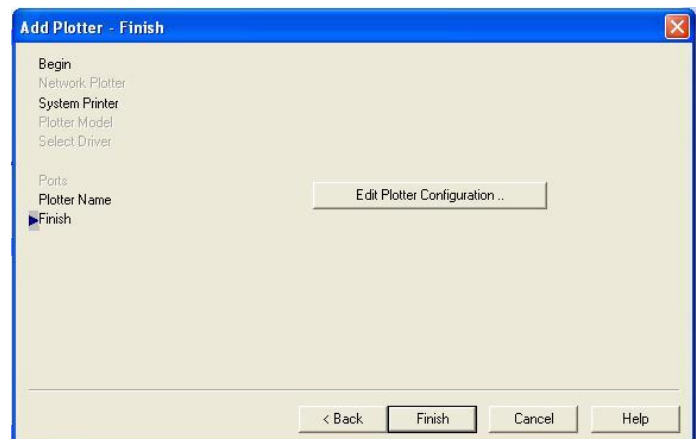 Add Plotter - Finish
Begin
Network Plotter
System Printer
Plotter Model
Select Driver
Ports
Plotter Name
Finish
Edit Plotter Configuration ..
< Back
Finish
Cancel
Help